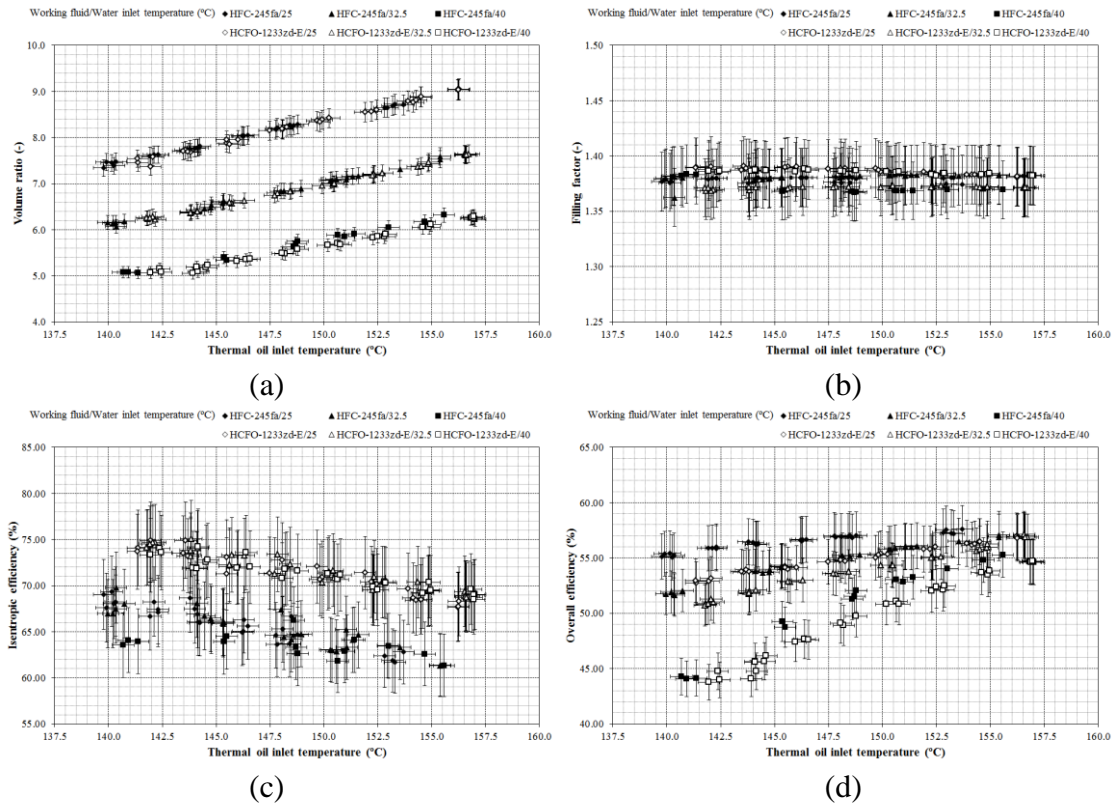 Working fluid/Water inlet temperature (ºC) HFC-245fa/25 HFC-245fa/32.5 HFC-245fa/40
HCFO-1233zd-E/25 HCFO-1233zd-E/32.5 HCFO-1233zd-E/40
10.0
9.0
8.0
7.0
6.0
5.0
4.0
Volume ratio (-)
137.5 140.0 142.5 145.0 147.5 150.0 152.5 155.0 157.5 160.0
Thermal oil inlet temperature (ºC)
(a)
Working fluid/Water inlet temperature (ºC) HFC-245fa/25 HFC-245fa/32.5 HFC-245fa/40
HCFO-1233zd-E/25 HCFO-1233zd-E/32.5 HCFO-1233zd-E/40
1.50
1.45
1.40
1.35
1.30
1.25
Filling factor (-)
137.5 140.0 142.5 145.0 147.5 150.0 152.5 155.0 157.5 160.0
Thermal oil inlet temperature (ºC)
(b)
Working fluid/Water inlet temperature (ºC) HFC-245fa/25 HFC-245fa/32.5 HFC-245fa/40
HCFO-1233zd-E/25 HCFO-1233zd-E/32.5 HCFO-1233zd-E/40
85.00
80.00
75.00
70.00
65.00
60.00
55.00
Isentropic efficiency (%)
137.5 140.0 142.5 145.0 147.5 150.0 152.5 155.0 157.5 160.0
Thermal oil inlet temperature (ºC)
(c)
Working fluid/Water inlet temperature (ºC) HFC-245fa/25 HFC-245fa/32.5 HFC-245fa/40
HCFO-1233zd-E/25 HCFO-1233zd-E/32.5 HCFO-1233zd-E/40
65.00
60.00
55.00
50.00
45.00
40.00
Overall efficiency (%)
137.5 140.0 142.5 145.0 147.5 150.0 152.5 155.0 157.5 160.0
Thermal oil inlet temperature (ºC)
(d)